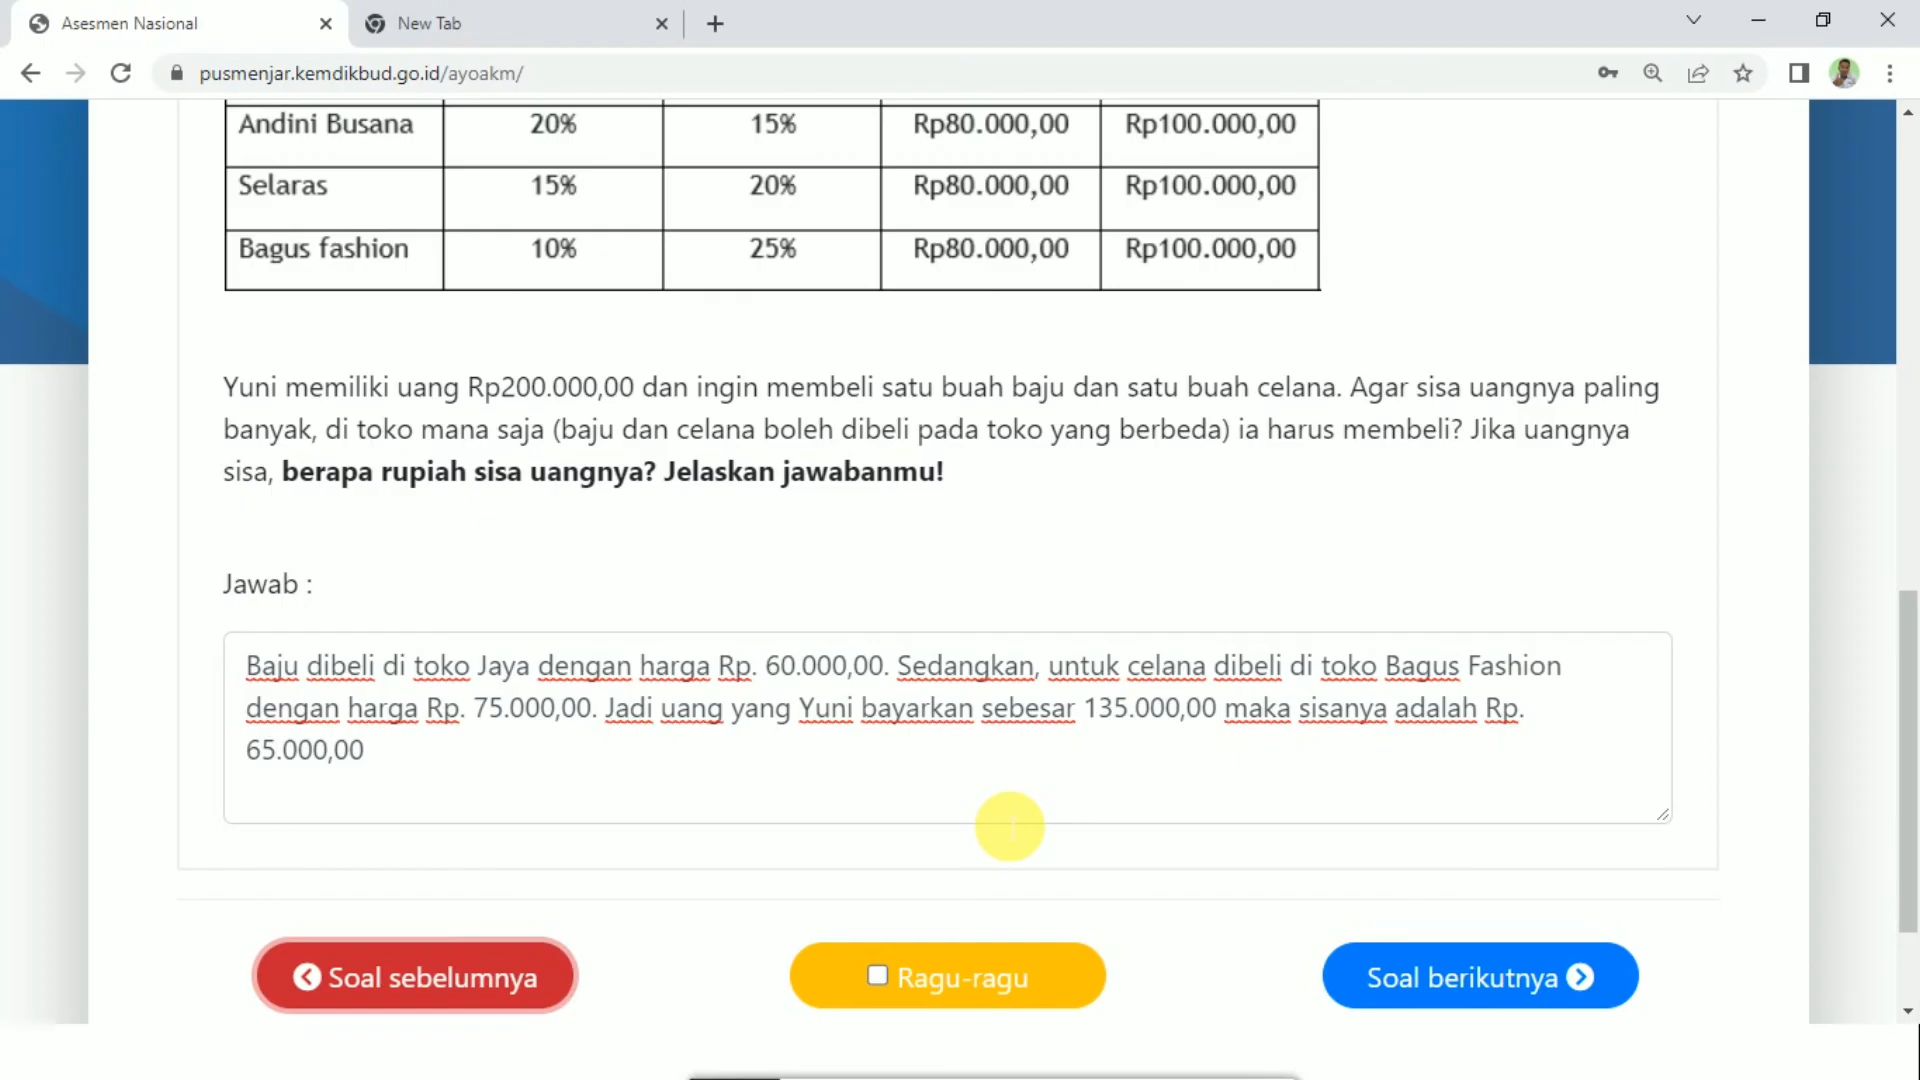 Asesmen Nasional
New Tab
pusmenjar.kemdikbud.go.id/ayoakm/
Andini Busana 20% 15% Rp80.000,00 Rp100.000,00
Selaras 15% 20% Rp80.000,00 Rp100.000,00
Bagus fashion 10% 25% Rp80.000,00 Rp100.000,00
Yuni memiliki uang Rp200.000,00 dan ingin membeli satu buah baju dan satu buah celana. Agar sisa uangnya paling
banyak, di toko mana saja (baju dan celana boleh dibeli pada toko yang berbeda) ia harus membeli? Jika uangnya
sisa, berapa rupiah sisa uangnya? Jelaskan jawabanmu!
Jawab :
Baju dibeli di toko Jaya dengan harga Rp. 60.000,00. Sedangkan, untuk celana dibeli di toko Bagus Fashion
dengan harga Rp. 75.000,00. Jadi uang yang Yuni bayarkan sebesar 135.000,00 maka sisanya adalah Rp.
65.000,00
Soal sebelumnya
Ragu-ragu
Soal berikutnya